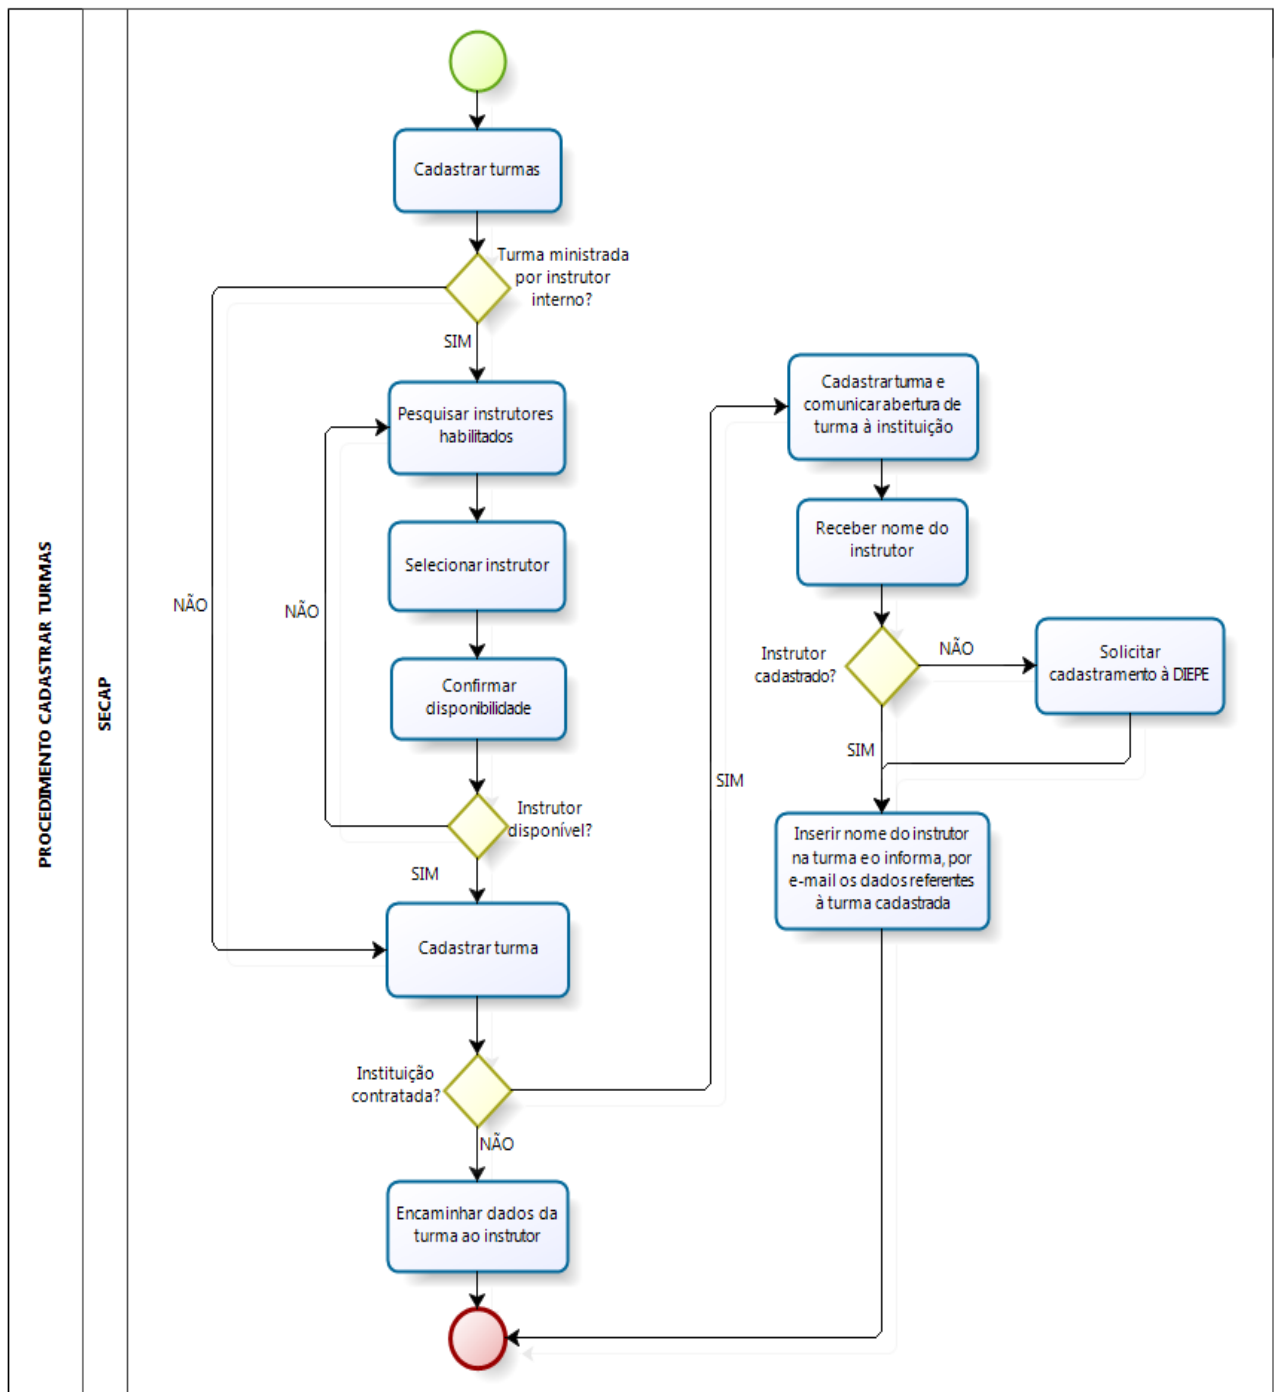 PROCEDIMENTO CADASTRAR TURMAS
SECAP
Cadastrar turmas
Turma ministrada
por instrutor
interno?
SIM
NÃO
Pesquisar instrutores
habilitados
Selecionar instrutor
NÃO
Confirmar
disponibilidade
Instrutor
disponível?
SIM
Cadastrar turma
Instituição
contratada?
SIM
NÃO
Encaminhar dados da
turma ao instrutor
Cadastrar turma e
comunicar abertura de
turma à instituição
Receber nome do
instrutor
Instrutor
cadastrado?
NÃO
Solicitar
cadastramento à DIEPE
SIM
Inserir nome do instrutor
na turma e o informa, por
e-mail os dados referentes
à turma cadastrada